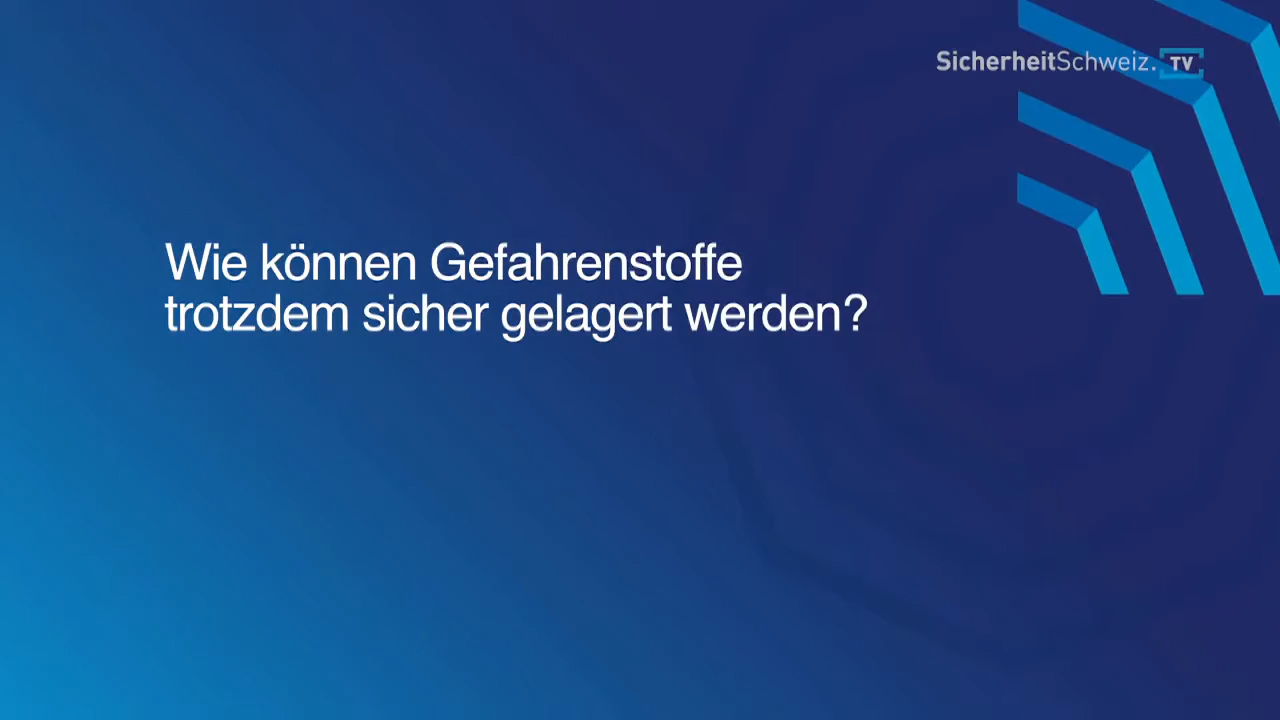 SicherheitSchweiz. TV
Wie können Gefahrenstoffe
trotzdem sicher gelagert werden?